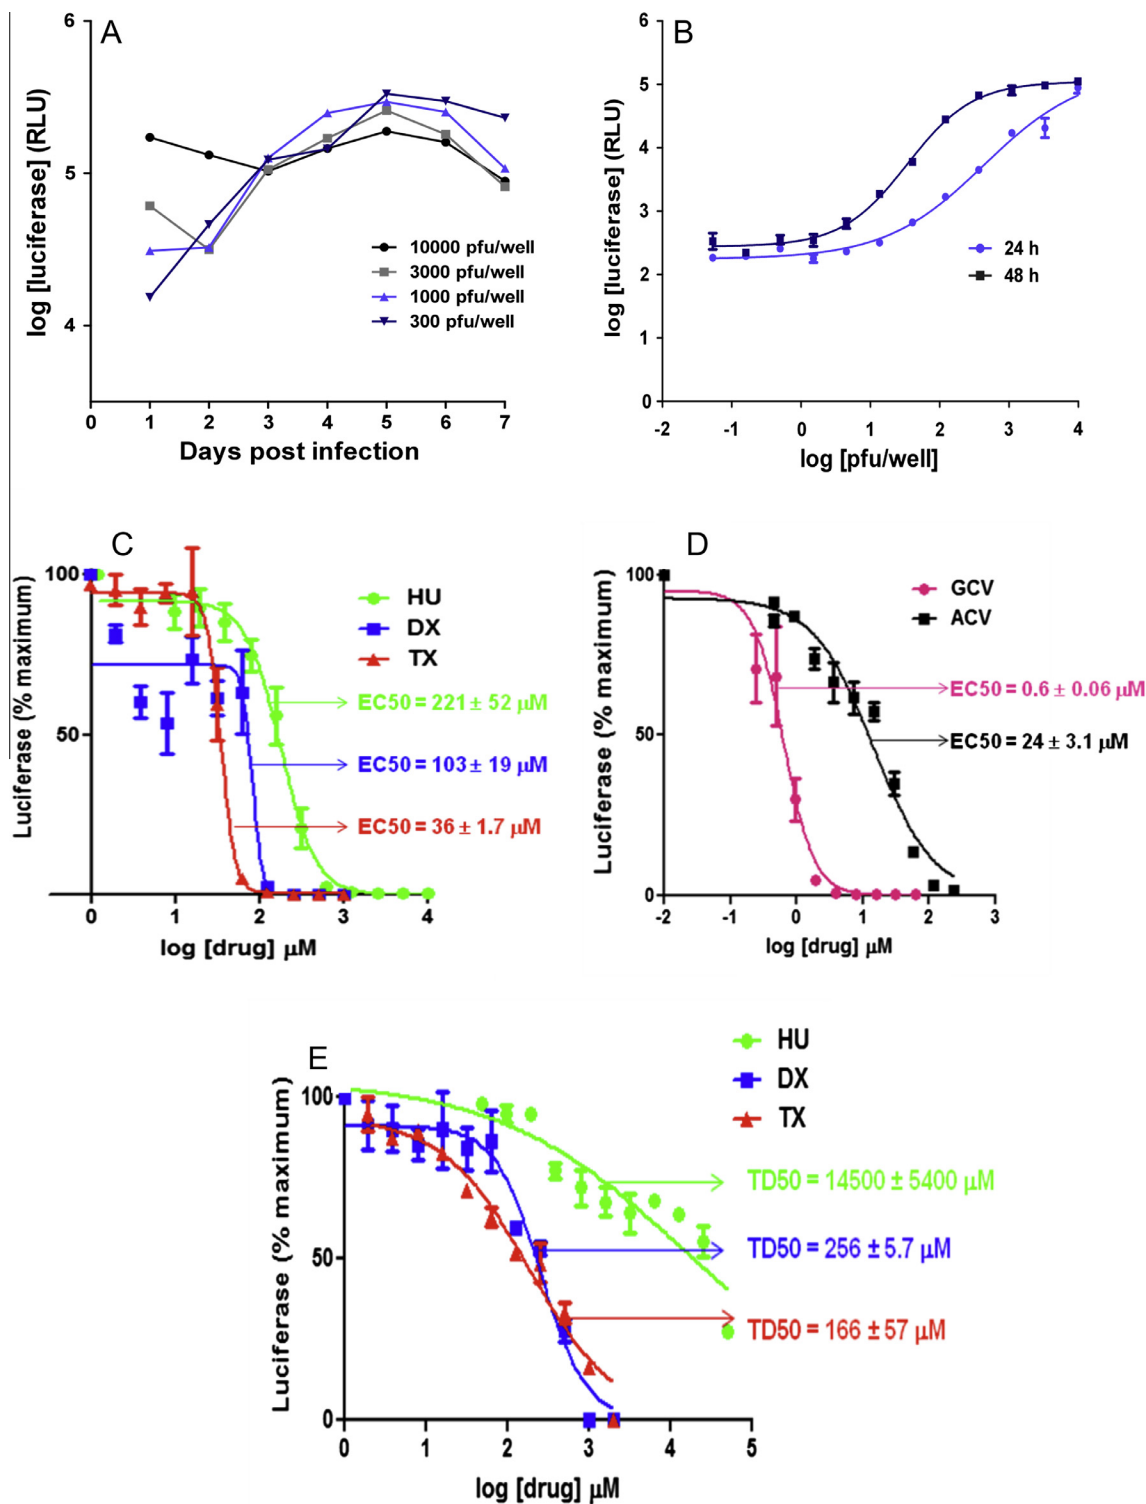 A
6
5
4
log [luciferase] (RLU)
10000 pfu/well
3000 pfu/well
1000 pfu/well
300 pfu/well
0 1 2 3 4 5 6 7
Days post infection
B
6
5
4
3
2
1
0
log [luciferase] (RLU)
24 h
48 h
-2 -1 0 1 2 3 4
log [pfu/well]
C
100
50
Luciferase (% maximum)
HU
DX
TX
EC50 = 221 ± 52 μM
EC50 = 103 ± 19 μM
EC50 = 36 ± 1.7 μM
0 1 2 3 4
log [drug] μM
D
100
50
0
Luciferase (% maximum)
GCV
ACV
EC50 = 0.6 ± 0.06 μM
EC50 = 24 ± 3.1 μM
-2 -1 0 1 2 3
log [drug] μM
E
100
50
0
Luciferase (% maximum)
HU
DX
TX
TD50 = 14500 ± 5400 μM
TD50 = 256 ± 5.7 μM
TD50 = 166 ± 57 μM
0 1 2 3 4 5
log [drug] μM